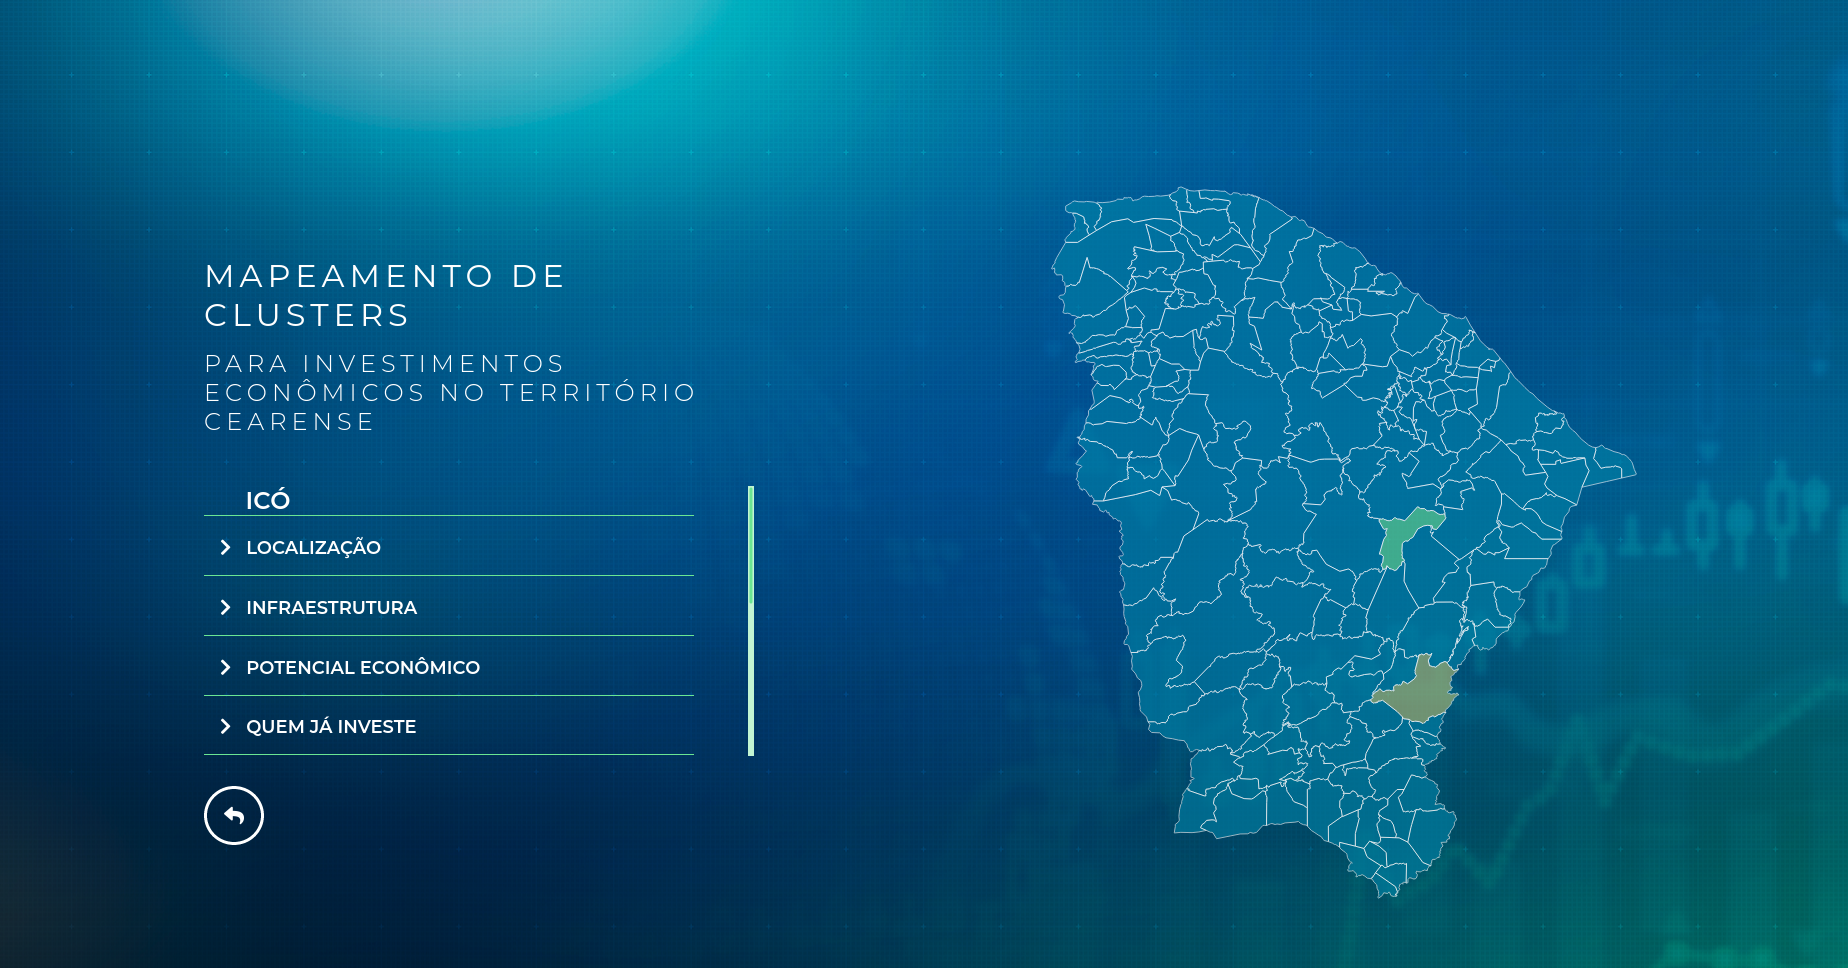 MAPEAMENTO DE
CLUSTERS
PARA INVESTIMENTOS
ECONÔMICOS NO TERRITÓRIO
CEARENSE
ICÓ
LOCALIZAÇÃO
INFRAESTRUTURA
POTENCIAL ECONÔMICO
QUEM JÁ INVESTE